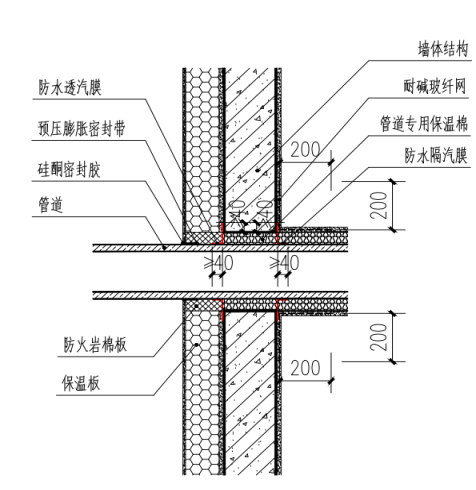 墙体结构
防水透汽膜
耐碱玻纤网
预压膨胀密封带
管道专用保温棉
硅酮密封胶
200
防水隔汽膜
管道
200
≥40
≥40
≥40
≥40
防火岩棉板
200
保温板
200